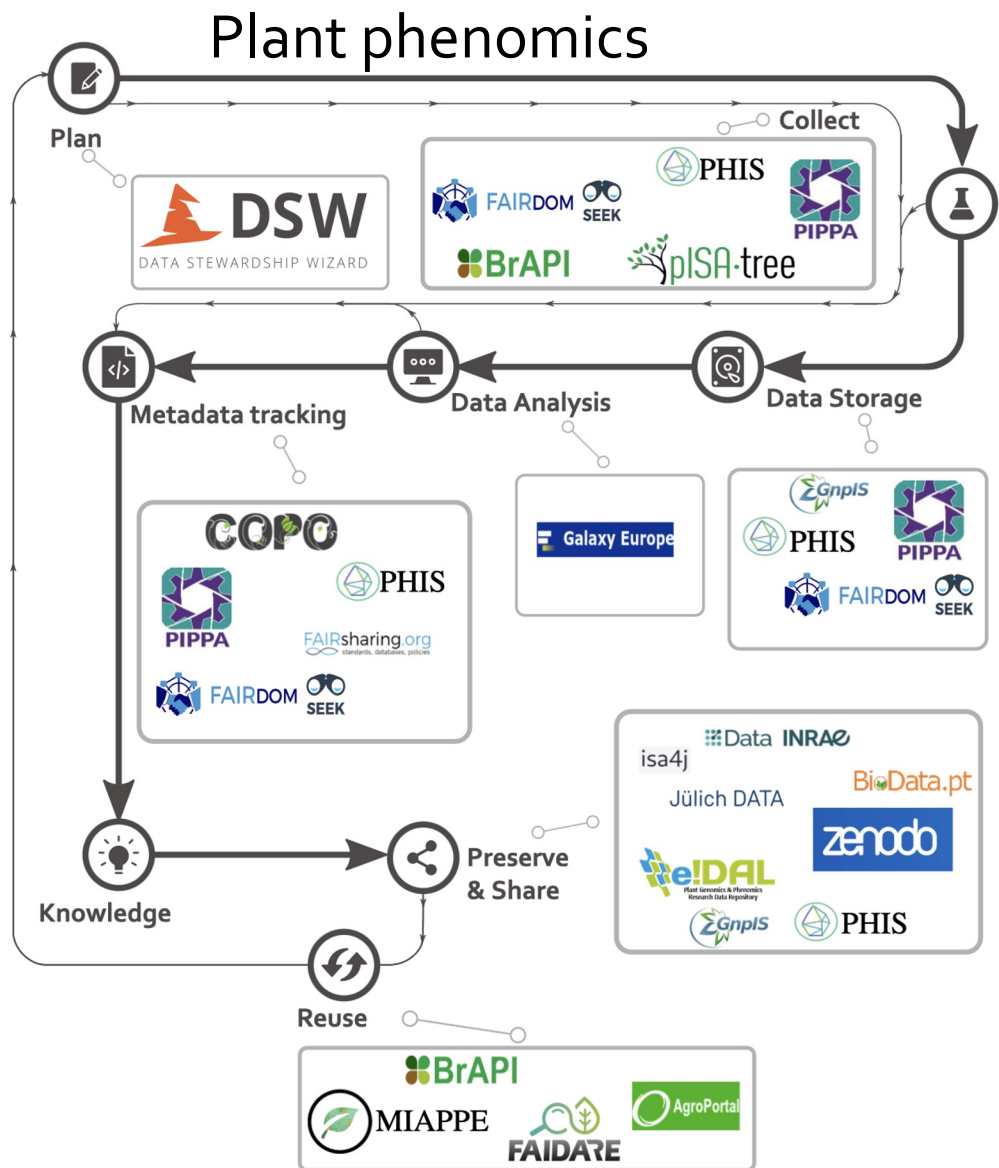 Plant phenomics
Plan
Collect
DSW
DATA STEWARDSHIP WIZARD
PHIS
FAIRDOM
SEEK
PIPPA
BrAPI
pISA·tree
Metadata tracking
Data Analysis
Data Storage
COPO
PIPPA
PHIS
FAIRsharing.org
standards, databases, policies
FAIRDOM
SEEK
Galaxy Europe
GnpIS
PHIS
PIPPA
FAIRDOM
SEEK
Knowledge
Preserve
& Share
Data INRAE
isa4j
BioData.pt
Jülich DATA
zenodo
e!DAL
Plant Genomics & Phenomics
Research Data Repository
GnpIS
PHIS
Reuse
BrAPI
MIAPPE
FAIDARE
AgroPortal